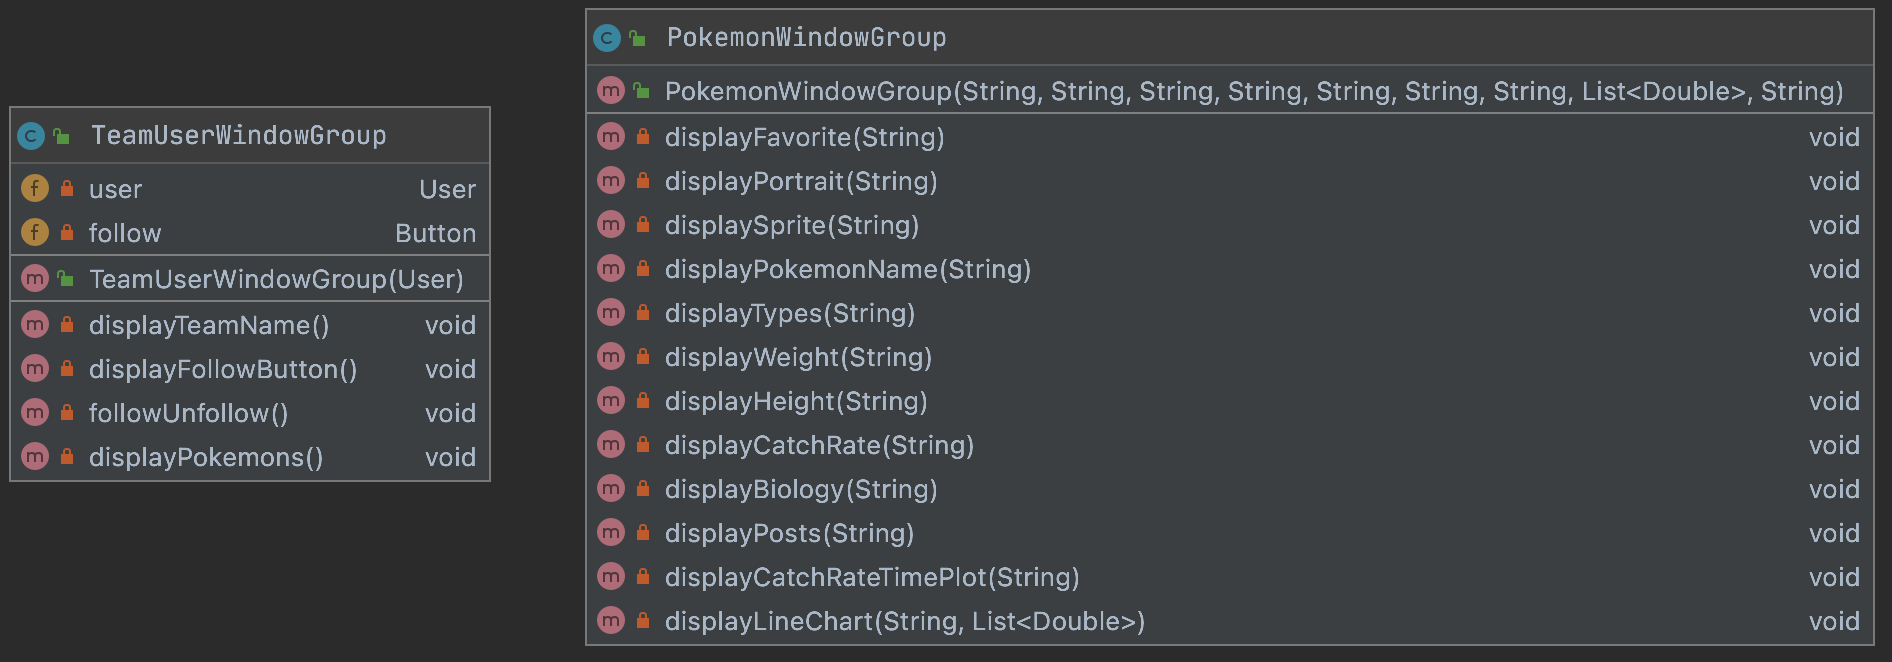 TeamUserWindowGroup
user User
follow Button
TeamUserWindowGroup(User)
displayTeamName() void
displayFollowButton() void
followUnfollow() void
displayPokemons() void
PokemonWindowGroup
PokemonWindowGroup(String, String, String, String, String, String, String, List<Double>, String)
displayFavorite(String) void
displayPortrait(String) void
displaySprite(String) void
displayPokemonName(String) void
displayTypes(String) void
displayWeight(String) void
displayHeight(String) void
displayCatchRate(String) void
displayBiology(String) void
displayPosts(String) void
displayCatchRateTimePlot(String) void
displayLineChart(String, List<Double>) void